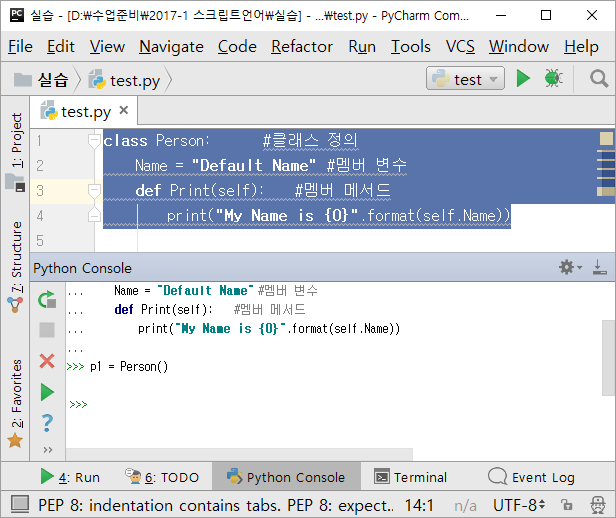 실습 - [D:₩수업준비₩2017-1 스크립트언어₩실습] - ...₩test.py - PyCharm Com...
File Edit View Navigate Code Refactor Run Tools VCS Window Help
실습 test.py test
test.py
1: Project
7: Structure
2: Favorites
1 class Person: #클래스 정의
2 Name = "Default Name" #멤버 변수
3 def Print(self): #멤버 메서드
4 print("My Name is {0}".format(self.Name))
5
Python Console
... Name = "Default Name" #멤버 변수
... def Print(self): #멤버 메서드
... print("My Name is {0}".format(self.Name))
...
>>> p1 = Person()
>>>
4: Run 6: TODO Python Console Terminal Event Log
PEP 8: indentation contains tabs. PEP 8: expect.. 14:1 n/a UTF-8